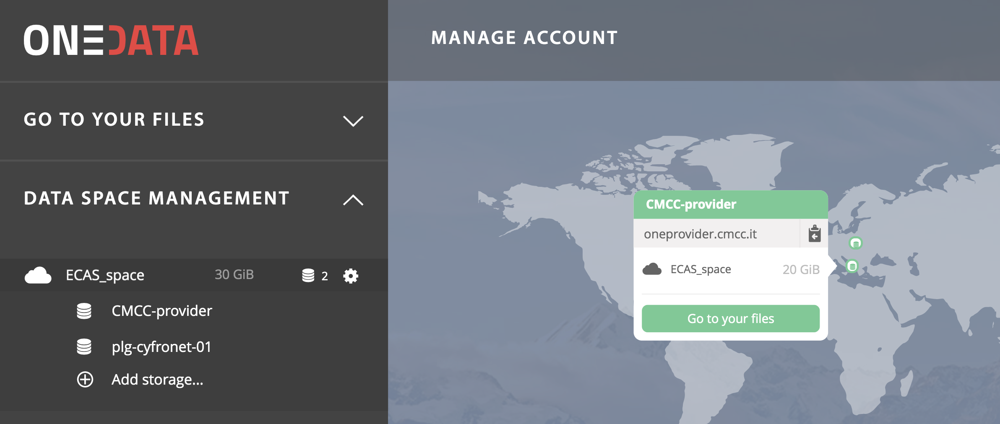 ONEDATA
MANAGE ACCOUNT
GO TO YOUR FILES
DATA SPACE MANAGEMENT
ECAS_space 30 GiB 2
CMCC-provider
plg-cyfronet-01
Add storage...
CMCC-provider
oneprovider.cmcc.it
ECAS_space 20 GiB
Go to your files